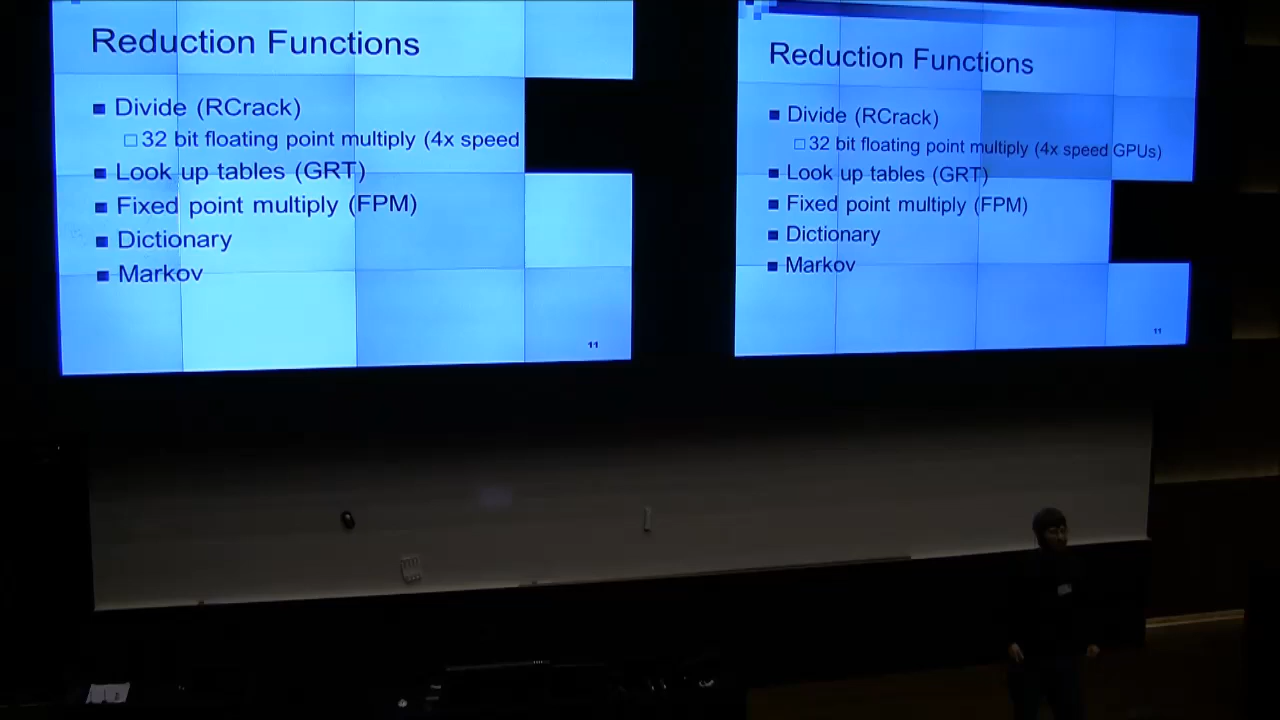 Reduction Functions
Divide (RCrack)
32 bit floating point multiply (4x speed
Look up tables (GRT)
Fixed point multiply (FPM)
Dictionary
Markov
11
Reduction Functions
Divide (RCrack)
32 bit floating point multiply (4x speed GPUs)
Look up tables (GRT)
Fixed point multiply (FPM)
Dictionary
Markov
11